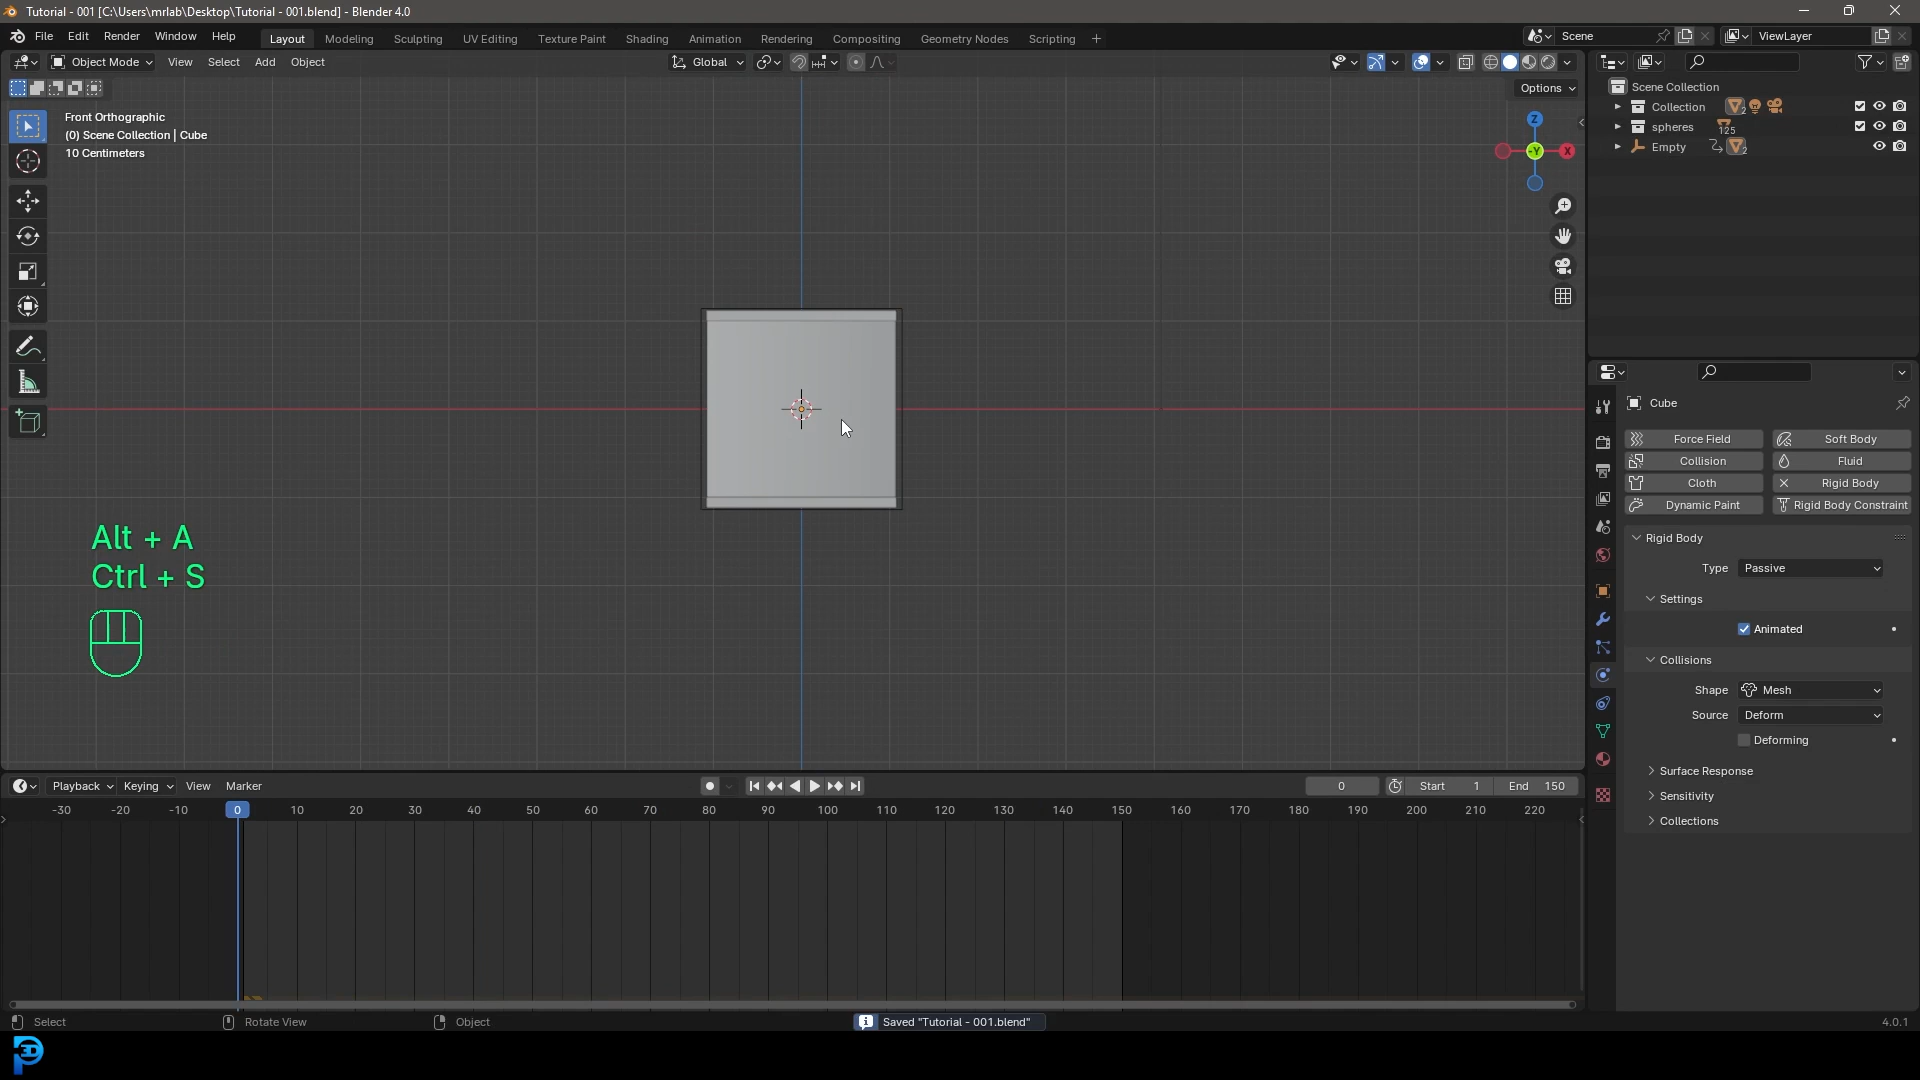 Tutorial - 001 [C:\Users\mrlab\Desktop\Tutorial - 001.blend] - Blender 4.0
File Edit Render Window Help Layout Modeling Sculpting UV Editing Texture Paint Shading Animation Rendering Compositing Geometry Nodes Scripting + Scene ViewLayer
Object Mode View Select Add Object Global
Options
Front Orthographic
(0) Scene Collection | Cube
10 Centimeters
Z
-Y X
Scene Collection
Collection 2
spheres 125
Empty 2
Cube
Force Field Soft Body
Collision Fluid
Cloth Rigid Body
Dynamic Paint Rigid Body Constraint
Rigid Body
Type Passive
Settings
Animated
Collisions
Shape Mesh
Source Deform
Deforming
Surface Response
Sensitivity
Collections
Alt + A
Ctrl + S
Playback Keying View Marker 0 Start 1 End 150
-30 -20 -10 0 10 20 30 40 50 60 70 80 90 100 110 120 130 140 150 160 170 180 190 200 210 220
Select Rotate View Object Saved "Tutorial - 001.blend" 4.0.1
3D